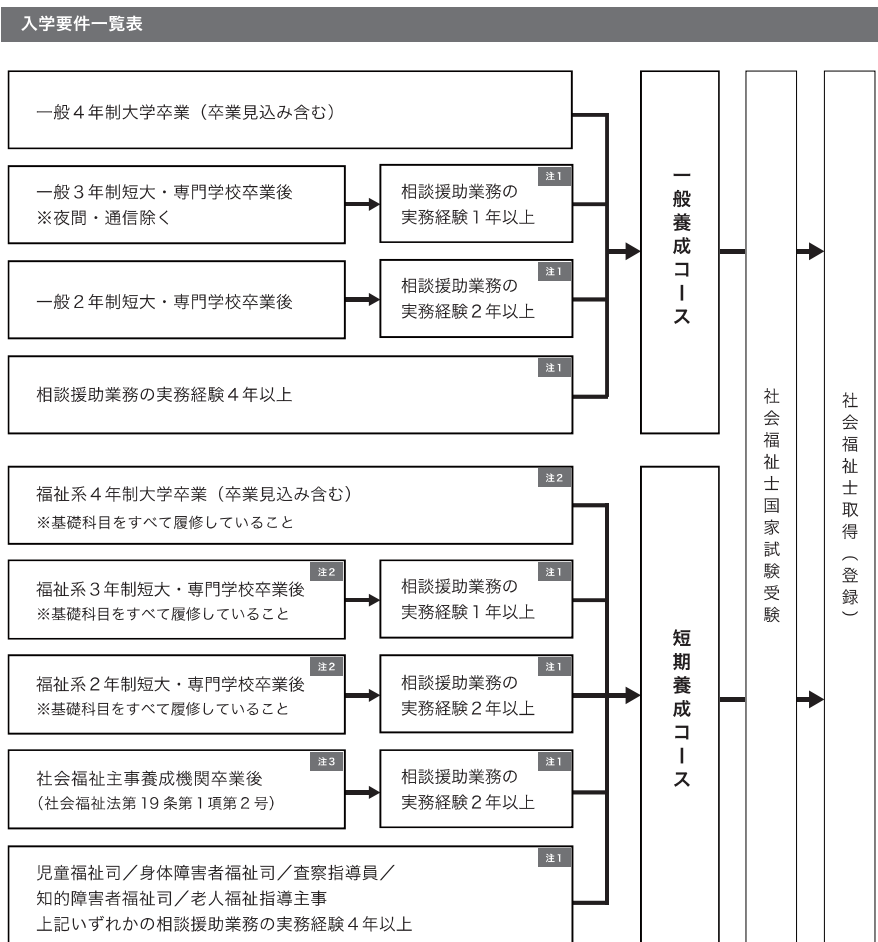 入学要件一覧表
一般4年制大学卒業（卒業見込み含む）
一般3年制短大・専門学校卒業後
※夜間・通信除く
注1
相談援助業務の
実務経験1年以上
一般2年制短大・専門学校卒業後
注1
相談援助業務の
実務経験2年以上
注1
相談援助業務の実務経験4年以上
一般養成コース
注2
福祉系4年制大学卒業（卒業見込み含む）
※基礎科目をすべて履修していること
注2
福祉系3年制短大・専門学校卒業後
※基礎科目をすべて履修していること
注1
相談援助業務の
実務経験1年以上
注2
福祉系2年制短大・専門学校卒業後
※基礎科目をすべて履修していること
注1
相談援助業務の
実務経験2年以上
注3
社会福祉主事養成機関卒業後
（社会福祉法第19条第1項第2号）
注1
相談援助業務の
実務経験2年以上
注1
児童福祉司／身体障害者福祉司／査察指導員／
知的障害者福祉司／老人福祉指導主事
上記いずれかの相談援助業務の実務経験4年以上
短期養成コース
社会福祉士国家試験受験
社会福祉士取得（登録）